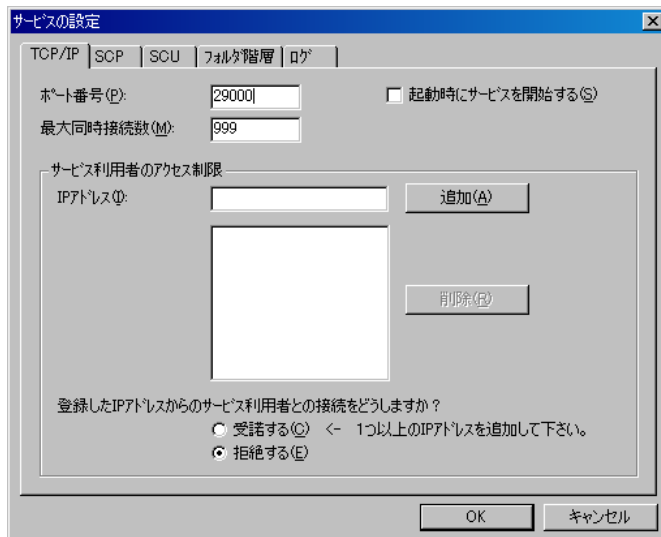 サービスの設定
TCP/IP SCP SCU フォルダ階層 ログ
ポート番号(P): 29000 起動時にサービスを開始する(S)
最大同時接続数(M): 999
サービス利用者のアクセス制限
IPアドレス(I): 追加(A)
削除(R)
登録したIPアドレスからのサービス利用者との接続をどうしますか？
受諾する(C) <- 1つ以上のIPアドレスを追加して下さい。
拒絶する(E)
OK キャンセル